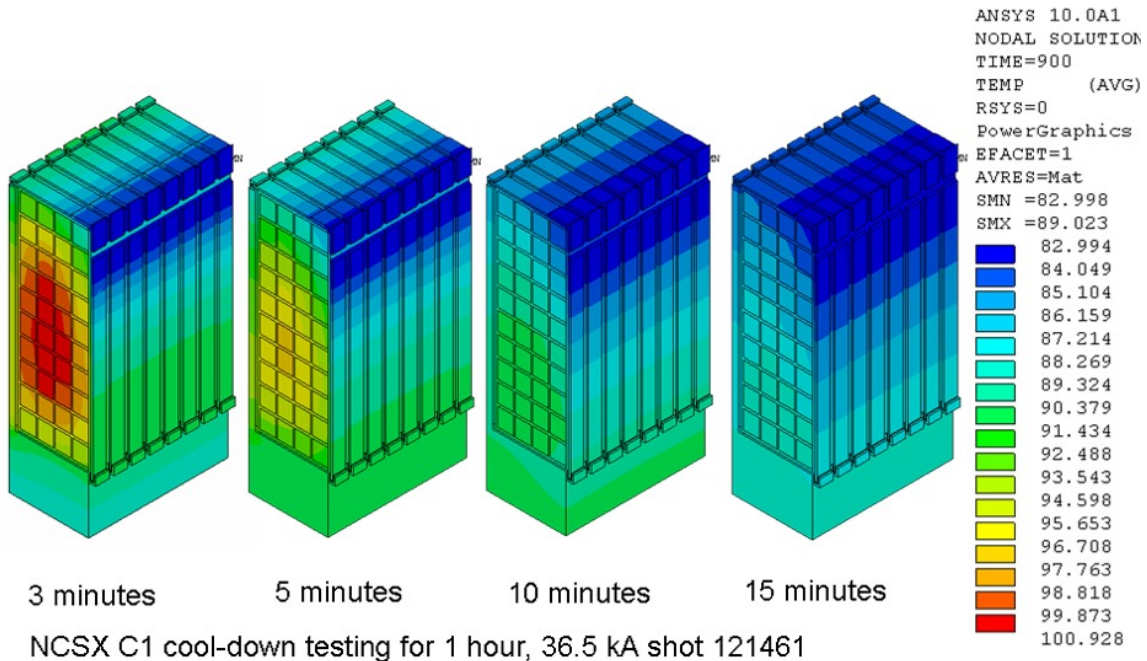 ANSYS 10.0A1
NODAL SOLUTION
TIME=900
TEMP (AVG)
RSYS=0
PowerGraphics
EFACET=1
AVRES=Mat
SMN =82.998
SMX =89.023
82.994
84.049
85.104
86.159
87.214
88.269
89.324
90.379
91.434
92.488
93.543
94.598
95.653
96.708
97.763
98.818
99.873
100.928
3 minutes
5 minutes
10 minutes
15 minutes
NCSX C1 cool-down testing for 1 hour, 36.5 kA shot 121461